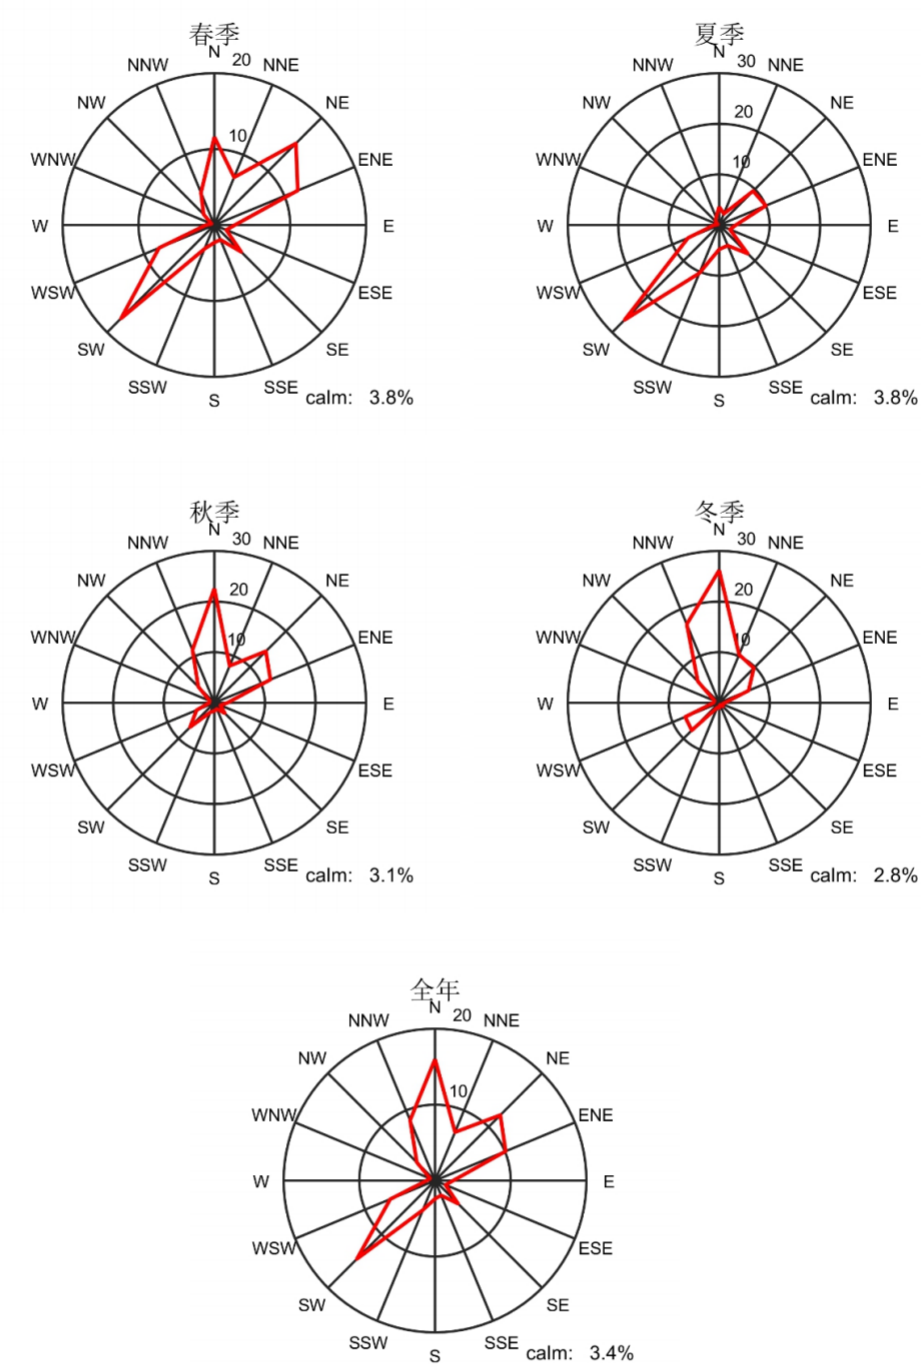 春季
N
20
NNW
NNE
NW
NE
10
WNW
ENE
W
E
WSW
ESE
SW
SE
SSW
SSE
S
calm: 3.8%
夏季
N
30
NNW
NNE
NW
NE
20
WNW
10
ENE
W
E
WSW
ESE
SW
SE
SSW
SSE
S
calm: 3.8%
秋季
N
30
NNW
NNE
NW
NE
20
WNW
10
ENE
W
E
WSW
ESE
SW
SE
SSW
SSE
S
calm: 3.1%
冬季
N
30
NNW
NNE
NW
NE
20
WNW
10
ENE
W
E
WSW
ESE
SW
SE
SSW
SSE
S
calm: 2.8%
全年
N
20
NNW
NNE
NW
NE
10
WNW
ENE
W
E
WSW
ESE
SW
SE
SSW
SSE
S
calm: 3.4%